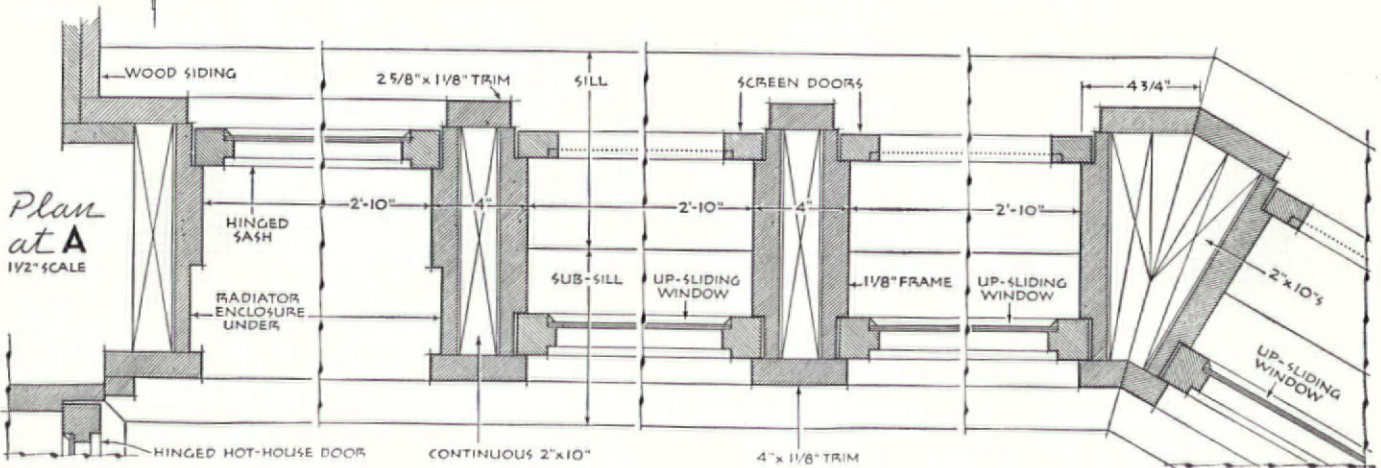 WOOD SIDING
2 5/8" x 1 1/8" TRIM
SILL
SCREEN DOORS
4 3/4"
Plan
at A
1 1/2" SCALE
2'-10"
4"
2'-10"
4"
2'-10"
HINGED
SASH
2"x10"s
RADIATOR
ENCLOSURE
UNDER
SUB-SILL
UP-SLIDING
WINDOW
1 1/8" FRAME
UP-SLIDING
WINDOW
UP-SLIDING
WINDOW
HINGED HOT-HOUSE DOOR
CONTINUOUS 2"x10"
4" x 1 1/8" TRIM